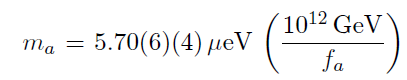 m_a = 5.70(6)(4) μeV (10^12 GeV / f_a)